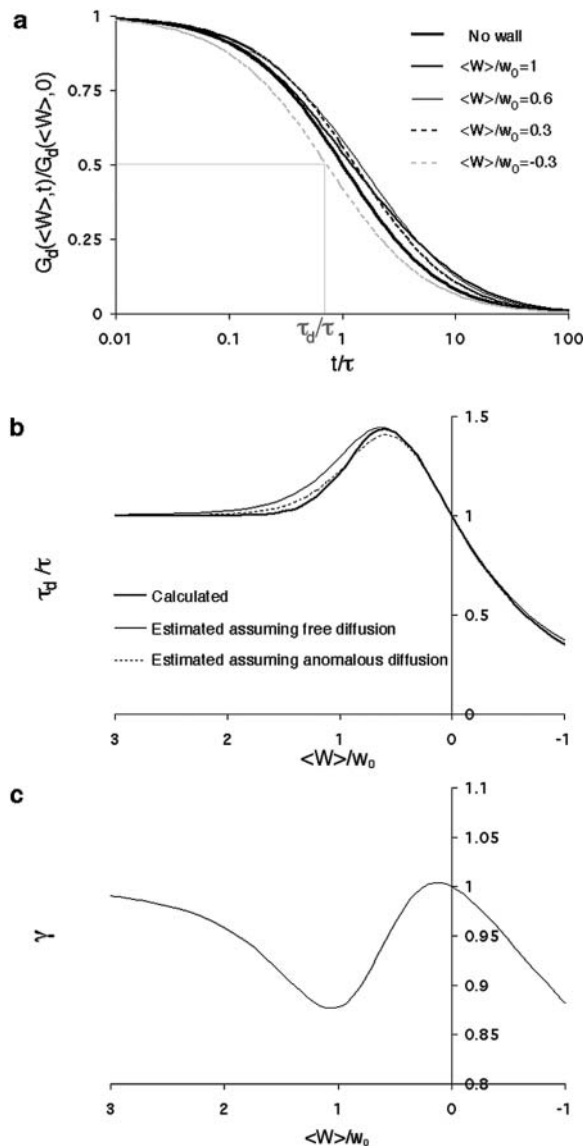 a
G_d(<W>,t)/G_d(<W>,0)
1
0.75
0.5
0.25
0
No wall
<W>/w₀=1
<W>/w₀=0.6
<W>/w₀=0.3
<W>/w₀=-0.3
τ_d/τ
0.01 0.1 1 10 100
t/τ
b
τ_d/τ
1.5
1
0.5
0
Calculated
Estimated assuming free diffusion
Estimated assuming anomalous diffusion
3 2 1 0 -1
<W>/w₀
c
γ
1.1
1.05
1
0.95
0.9
0.85
0.8
3 2 1 0 -1
<W>/w₀